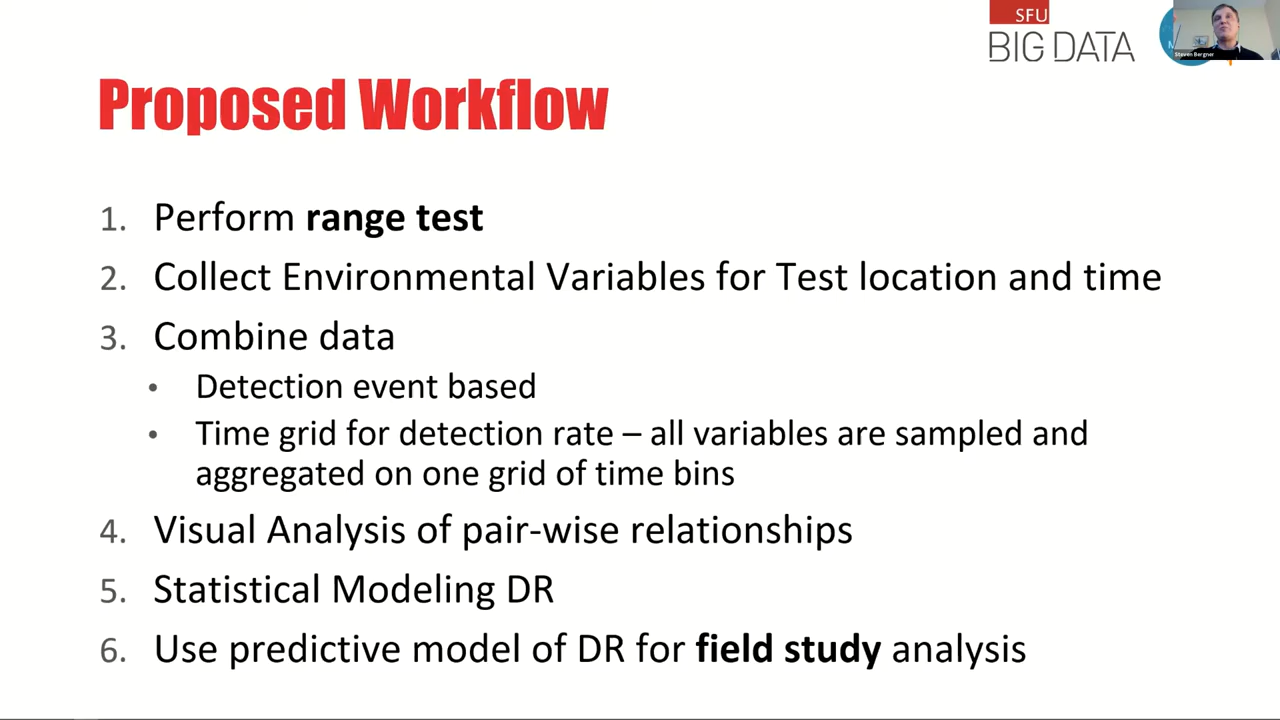 SFU
BIG DATA
Steven Bergner
Proposed Workflow
1. Perform range test
2. Collect Environmental Variables for Test location and time
3. Combine data
• Detection event based
• Time grid for detection rate – all variables are sampled and
aggregated on one grid of time bins
4. Visual Analysis of pair-wise relationships
5. Statistical Modeling DR
6. Use predictive model of DR for field study analysis